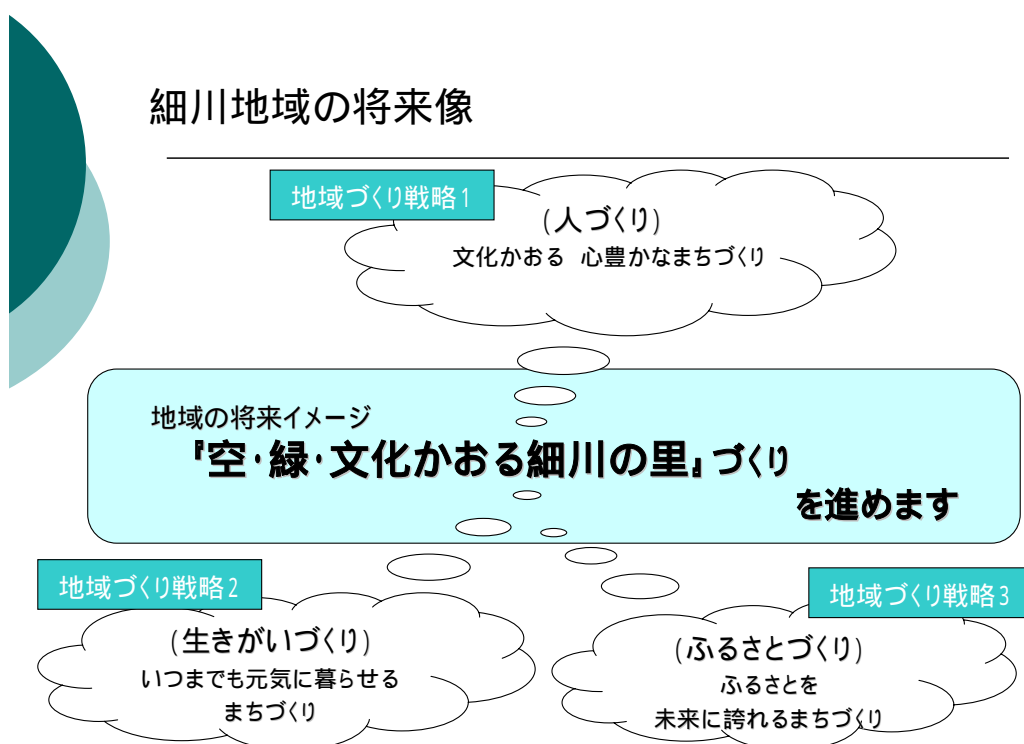 細川地域の将来像
地域づくり戦略1
(人づくり)
文化かおる 心豊かなまちづくり
地域の将来イメージ
『空・緑・文化かおる細川の里』づくり
を進めます
地域づくり戦略2
(生きがいづくり)
いつまでも元気に暮らせる
まちづくり
地域づくり戦略3
(ふるさとづくり)
ふるさとを
未来に誇れるまちづくり